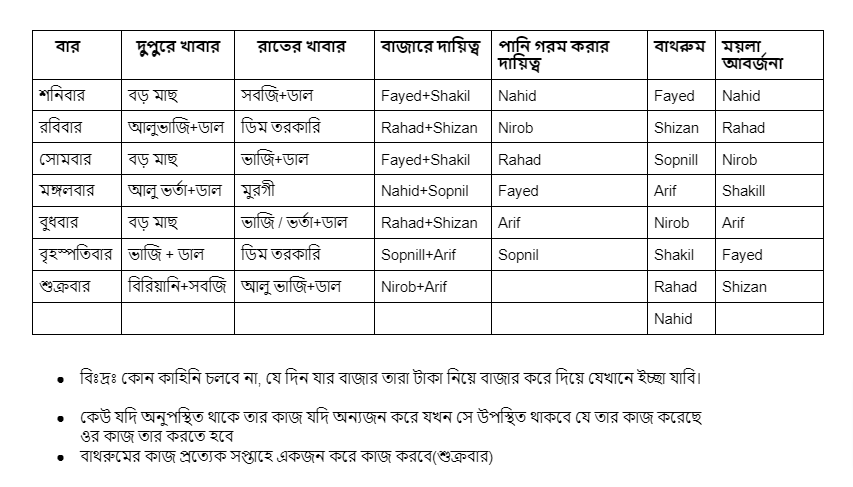 বার দুপুরে খাবার রাতের খাবার বাজারে দায়িত্ব পানি গরম করার দায়িত্ব বাথরুম ময়লা আবর্জনা
শনিবার বড় মাছ সবজি+ডাল Fayed+Shakil Nahid Fayed Nahid
রবিবার আলুভাজি+ডাল ডিম তরকারি Rahad+Shizan Nirob Shizan Rahad
সোমবার বড় মাছ ভাজি+ডাল Fayed+Shakil Rahad Sopnill Nirob
মঙ্গলবার আলু ভর্তা+ডাল মুরগী Nahid+Sopnil Fayed Arif Shakill
বুধবার বড় মাছ ভাজি / ভর্তা+ডাল Rahad+Shizan Arif Nirob Arif
বৃহস্পতিবার ভাজি + ডাল ডিম তরকারি Sopnill+Arif Sopnil Shakil Fayed
শুক্রবার বিরিয়ানি+সবজি আলু ভাজি+ডাল Nirob+Arif Rahad Shizan
Nahid
● বিঃদ্রঃ কোন কাহিনি চলবে না, যে দিন যার বাজার তারা টাকা নিয়ে বাজার করে দিয়ে যেখানে ইচ্ছা যাবি।
● কেউ যদি অনুপস্থিত থাকে তার কাজ যদি অন্যজন করে যখন সে উপস্থিত থাকবে যে তার কাজ করেছে
ওর কাজ তার করতে হবে
● বাথরুমের কাজ প্রত্যেক সপ্তাহে একজন করে কাজ করবে(শুক্রবার)